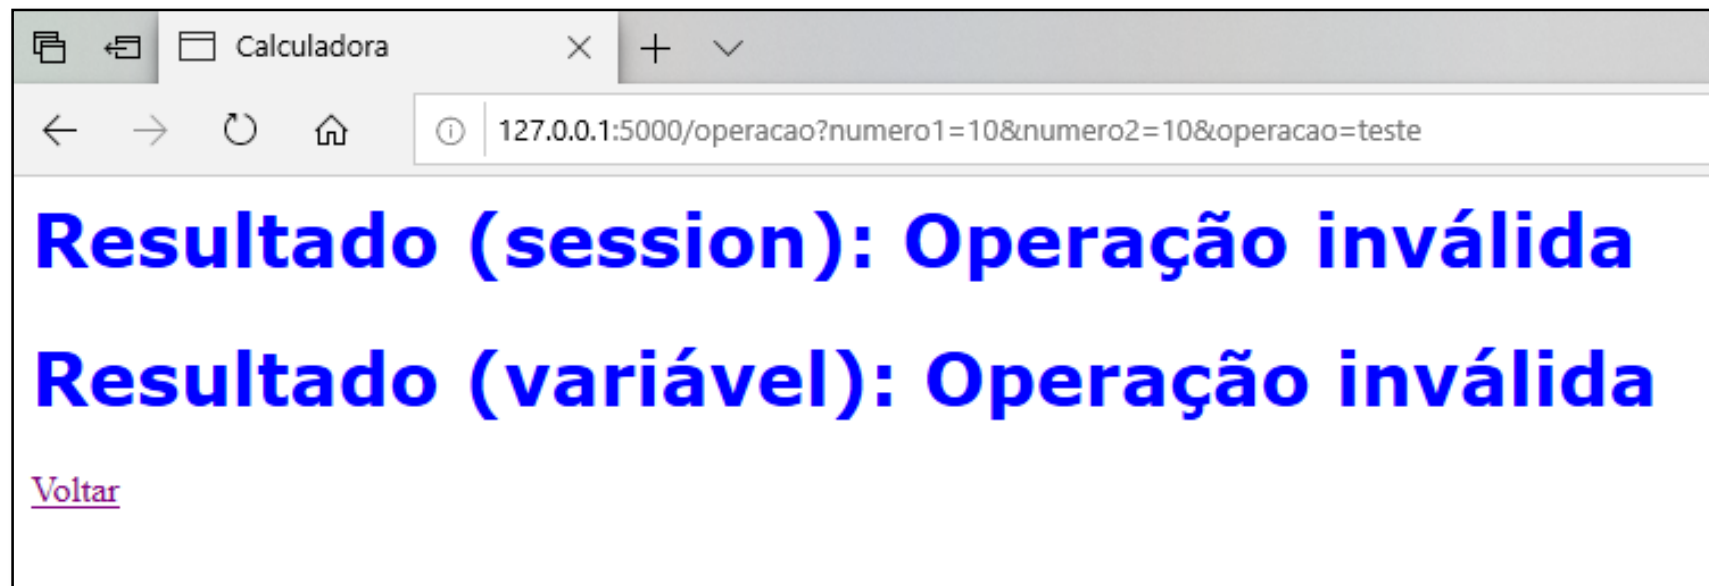 Calculadora
127.0.0.1:5000/operacao?numero1=10&numero2=10&operacao=teste
Resultado (session): Operação inválida
Resultado (variável): Operação inválida
Voltar